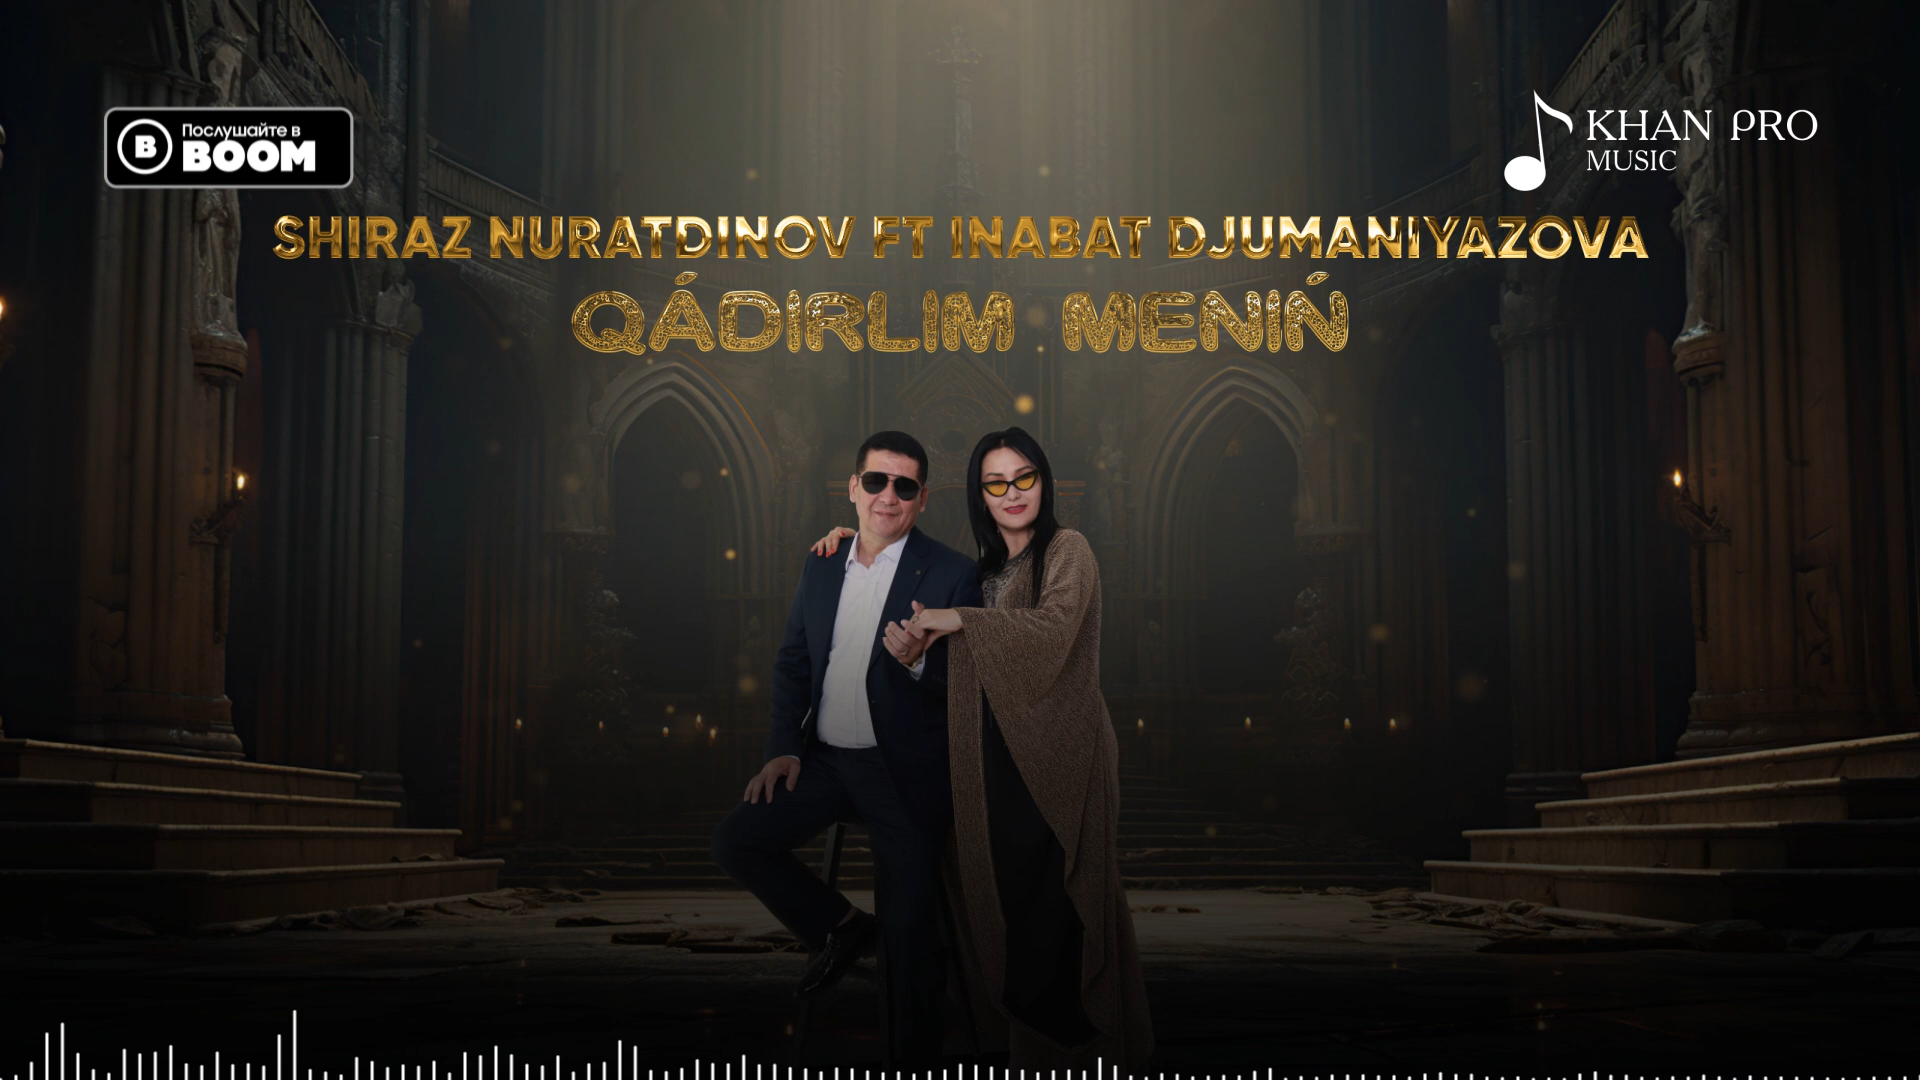 Послушайте в
B BOOM
KHAN PRO
MUSIC
SHIRAZ NURATDINOV FT INABAT DJUMANIYAZOVA
QÁDIRLIM MENIŃ